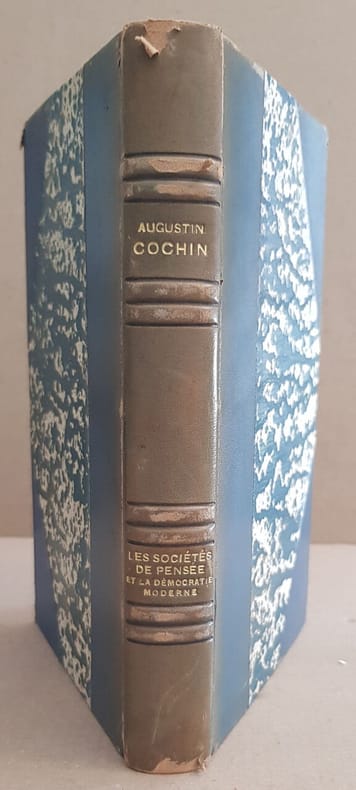 AUGUSTIN
COCHIN
LES SOCIÉTÉS
DE PENSÉE
ET LA DÉMOCRATIE
MODERNE